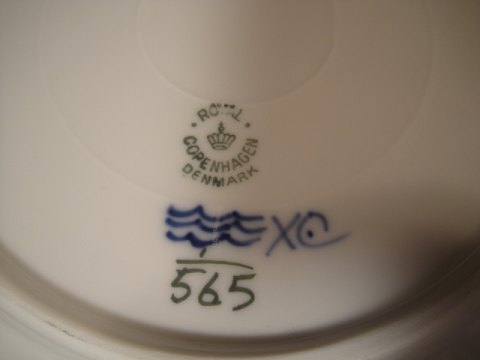 ROYAL
COPENHAGEN
DENMARK
XC
565